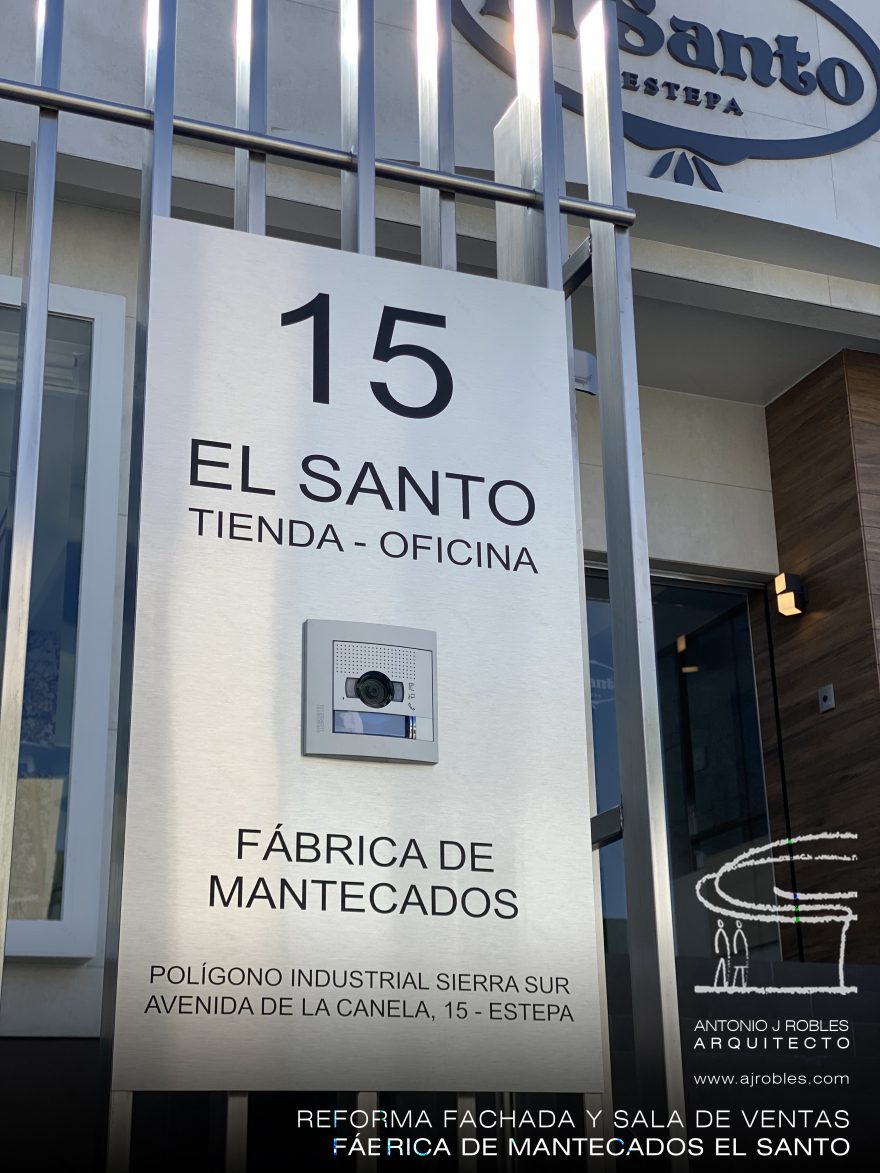 Santo
ESTEPA
15
EL SANTO
TIENDA - OFICINA
FÁBRICA DE
MANTECADOS
POLÍGONO INDUSTRIAL SIERRA SUR
AVENIDA DE LA CANELA, 15 - ESTEPA
ANTONIO J ROBLES
ARQUITECTO
www.ajrobles.com
REFORMA FACHADA Y SALA DE VENTAS
FÁBRICA DE MANTECADOS EL SANTO